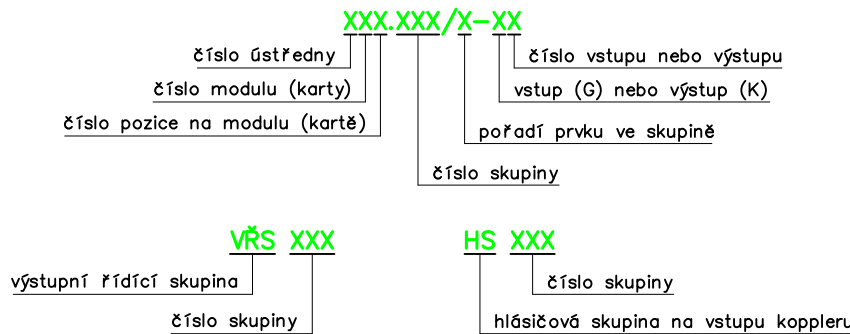 XXX.XXX/X-XX
číslo ústředny
číslo vstupu nebo výstupu
číslo modulu (karty)
vstup (G) nebo výstup (K)
číslo pozice na modulu (kartě)
pořadí prvku ve skupině
číslo skupiny
VŘS XXX
HS XXX
výstupní řídící skupina
číslo skupiny
číslo skupiny
hlásičová skupina na vstupu koppleru